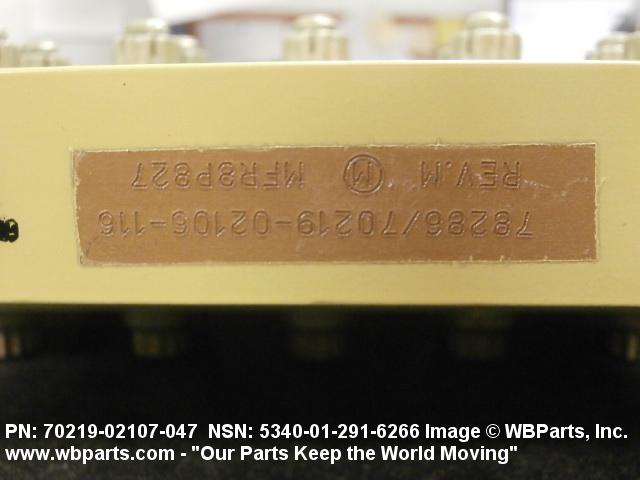 78286/70219-02106-116
REV.M Ⓜ MFR8P827
PN: 70219-02107-047 NSN: 5340-01-291-6266 Image © WBParts, Inc.
www.wbparts.com - "Our Parts Keep the World Moving"